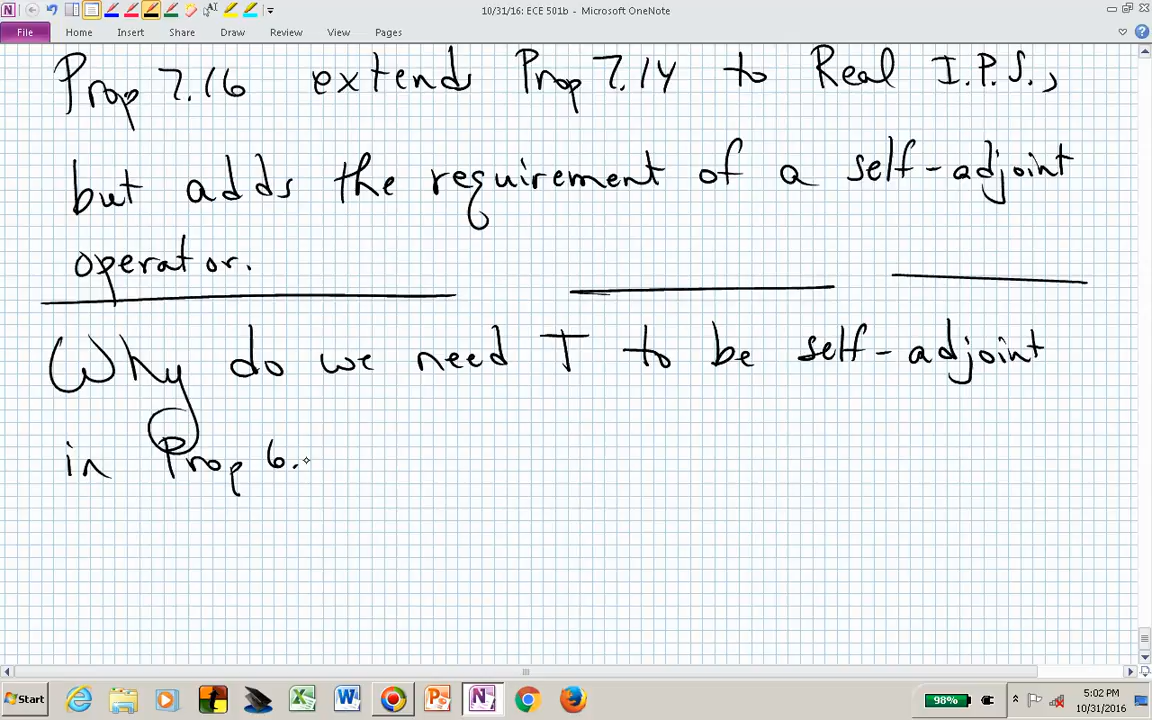 10/31/16: ECE 501b - Microsoft OneNote
File Home Insert Share Draw Review View Pages
Prop 7.16 extends Prop 7.14 to Real I.P.S.,
but adds the requirement of a self-adjoint
operator.
Why do we need T to be self-adjoint
in Prop 6.
Start
98%
5:02 PM
10/31/2016